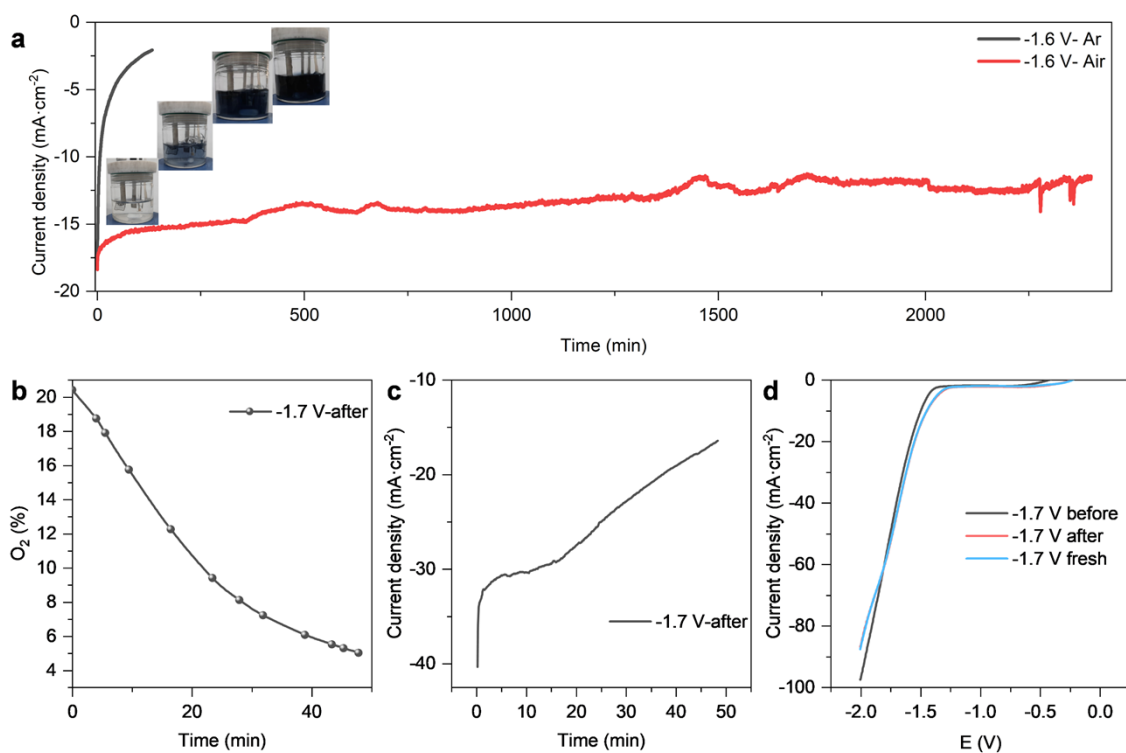 a
0
-5
-10
-15
-20
Current density (mA·cm⁻²)
-1.6 V- Ar
-1.6 V- Air
0
500
1000
1500
2000
Time (min)
b
20
18
16
14
12
10
8
6
4
O₂ (%)
-1.7 V-after
0
20
40
Time (min)
c
-10
-20
-30
-40
Current density (mA·cm⁻²)
-1.7 V-after
0
10
20
30
40
50
Time (min)
d
0
-20
-40
-60
-80
-100
Current density (mA·cm⁻²)
-1.7 V before
-1.7 V after
-1.7 V fresh
-2.0
-1.5
-1.0
-0.5
0.0
E (V)